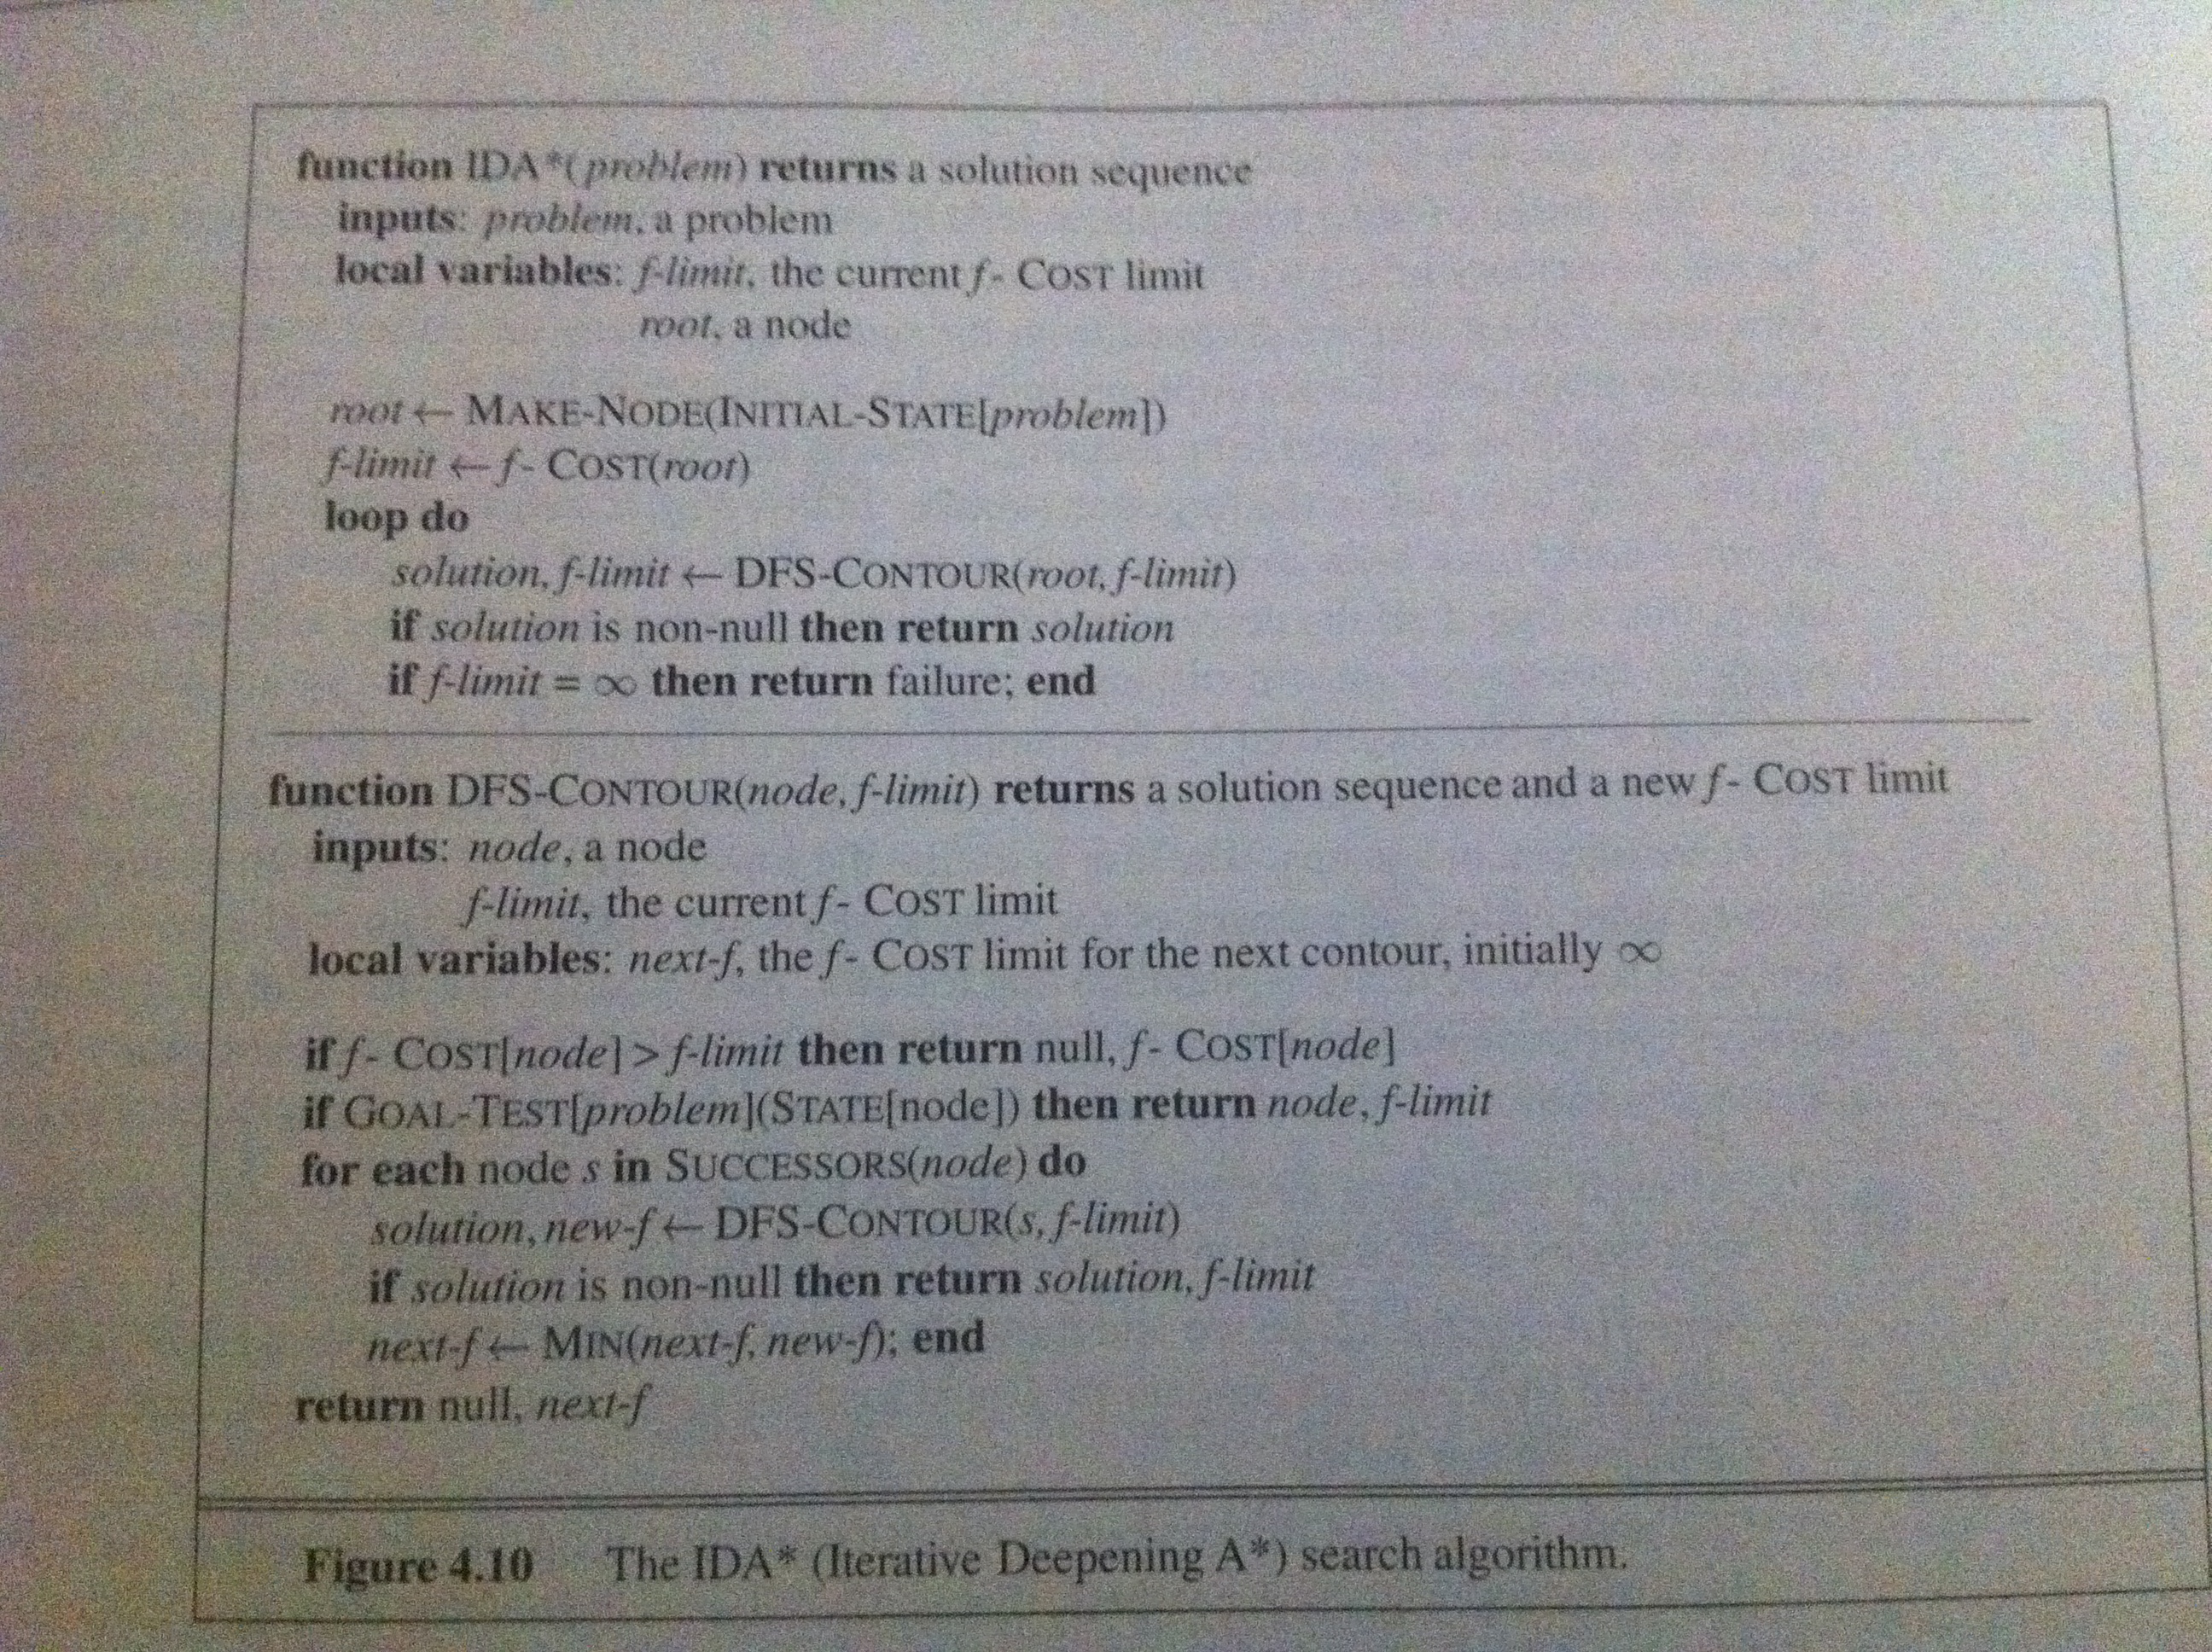 function IDA*(problem) returns a solution sequence
inputs: problem, a problem
local variables: f-limit, the current f- COST limit
root, a node
root ← MAKE-NODE(INITIAL-STATE[problem])
f-limit ← f- COST(root)
loop do
solution, f-limit ← DFS-CONTOUR(root, f-limit)
if solution is non-null then return solution
if f-limit = ∞ then return failure; end
function DFS-CONTOUR(node, f-limit) returns a solution sequence and a new f- COST limit
inputs: node, a node
f-limit, the current f- COST limit
local variables: next-f, the f- COST limit for the next contour, initially ∞
if f- COST[node] > f-limit then return null, f- COST[node]
if GOAL-TEST[problem](STATE[node]) then return node, f-limit
for each node s in SUCCESSORS(node) do
solution, new-f ← DFS-CONTOUR(s, f-limit)
if solution is non-null then return solution, f-limit
next-f ← MIN(next-f, new-f); end
return null, next-f
Figure 4.10 The IDA* (Iterative Deepening A*) search algorithm.